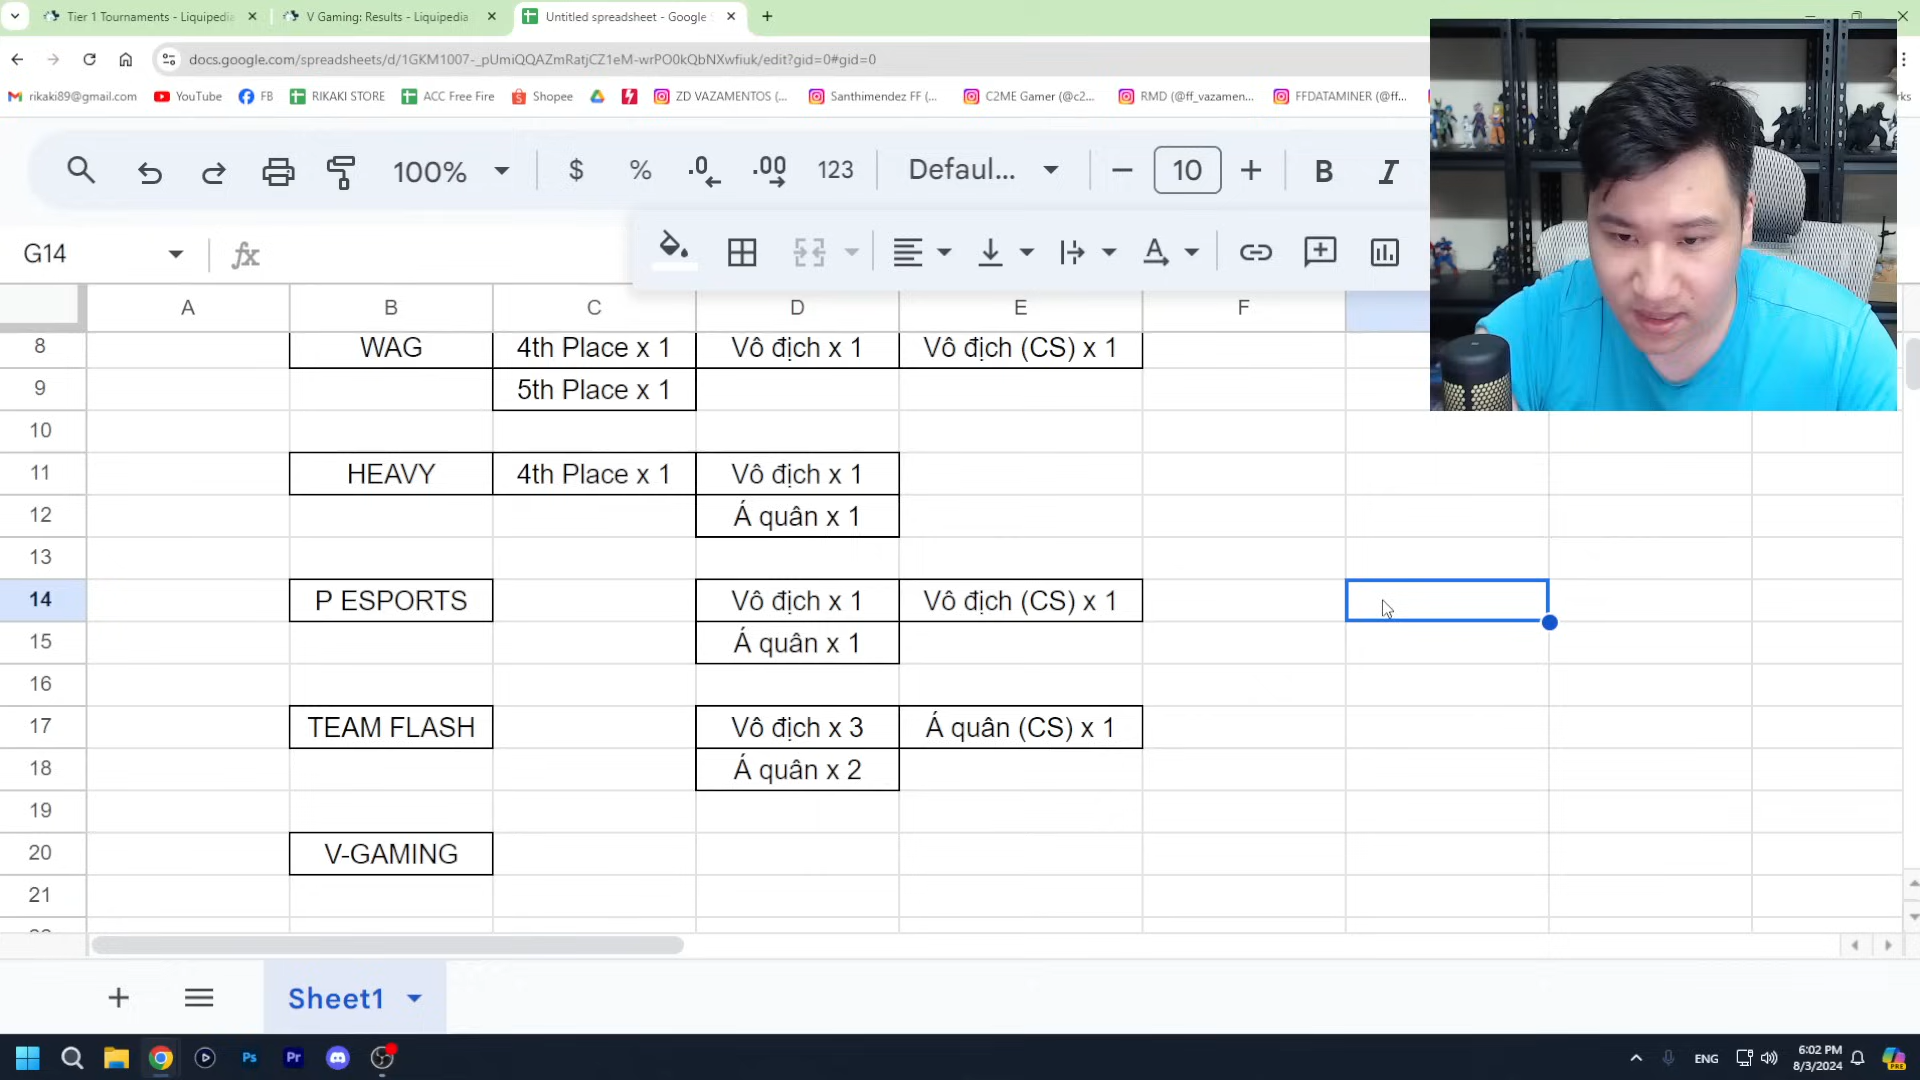 Tier 1 Tournaments - Liquipedia
V Gaming: Results - Liquipedia
Untitled spreadsheet - Google
docs.google.com/spreadsheets/d/1GKM1007-_pUmiQQAZmRatjCZ1eM-wrPO0kQbNXwfiuk/edit?gid=0#gid=0
rikaki89@gmail.com YouTube FB RIKAKI STORE ACC Free Fire Shopee ZD VAZAMENTOS (... Santhimendez FF (... C2ME Gamer (@c2... RMD (@ff_vazamen... FFDATAMINER (@ff...
100% $ % .0 .00 123 Defaul... 10 B I
G14 fx A
A B C D E F
8 WAG 4th Place x 1 Vô địch x 1 Vô địch (CS) x 1
9 5th Place x 1
10
11 HEAVY 4th Place x 1 Vô địch x 1
12 Á quân x 1
13
14 P ESPORTS Vô địch x 1 Vô địch (CS) x 1
15 Á quân x 1
16
17 TEAM FLASH Vô địch x 3 Á quân (CS) x 1
18 Á quân x 2
19
20 V-GAMING
21
Sheet1
Ps Pr ENG 6:02 PM
8/3/2024
PRE